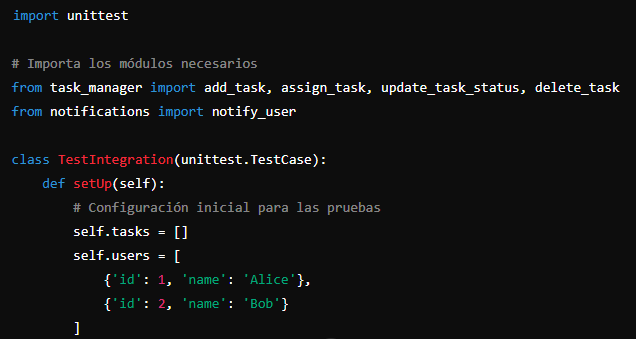 import unittest
# Importa los módulos necesarios
from task_manager import add_task, assign_task, update_task_status, delete_task
from notifications import notify_user
class TestIntegration(unittest.TestCase):
def setUp(self):
# Configuración inicial para las pruebas
self.tasks = []
self.users = [
{'id': 1, 'name': 'Alice'},
{'id': 2, 'name': 'Bob'}
]